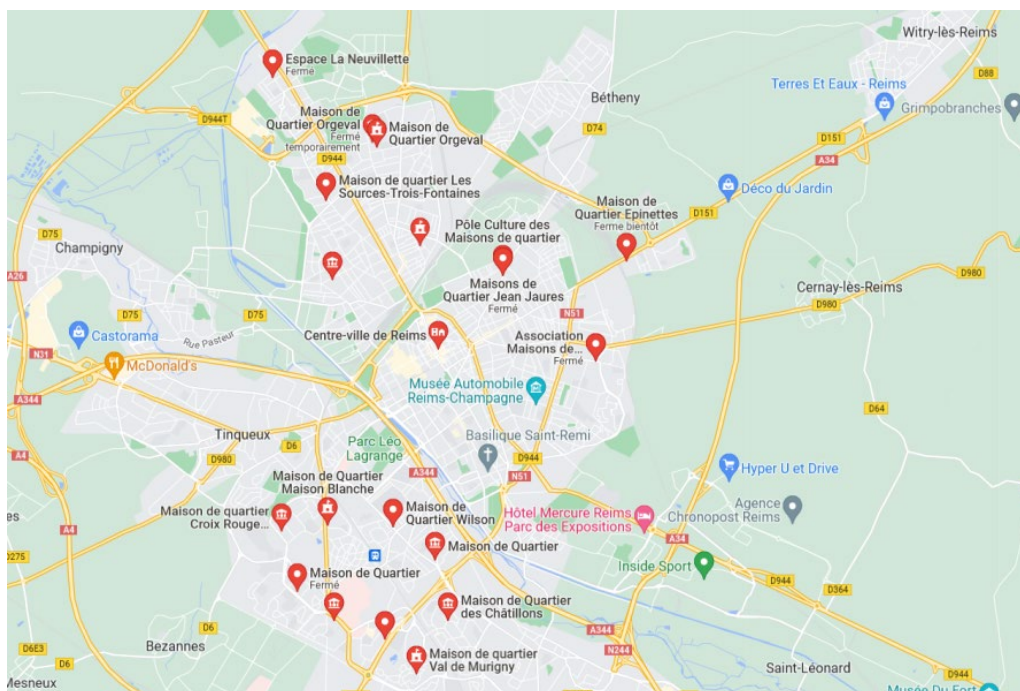 Witry-lès-Reims
Espace La Neuvillette
Fermé
D88
Terres Et Eaux - Reims
Bétheny
Grimpobranches
D944T
Maison de
Quartier Orgeval
Fermé
temporairement
Maison de
Quartier Orgeval
D74
D151
A34
D944
Maison de quartier Les
Sources-Trois-Fontaines
Déco du Jardin
Maison de
Quartier Epinettes
Ferme bientôt
D151
Pôle Culture des
Maisons de quartier
D75
Champigny
A26
Maisons de
Quartier Jean Jaures
Fermé
D980
Cernay-lès-Reims
D980
D75
D75
N51
Rue Pasteur
Castorama
Centre-ville de Reims
Association
Maisons de...
Fermé
N31
McDonald's
Musée Automobile
Reims-Champagne
A344
D64
Tinqueux
D6
Parc Léo
Lagrange
Basilique Saint-Remi
A4
D980
A344
D944
N51
Hyper U et Drive
Maison de Quartier
Maison Blanche
Maison de quartier
Croix Rouge...
Maison de
Quartier Wilson
Hôtel Mercure Reims
Parc des Expositions
Agence
Chronopost Reims
es
A4
A34
D275
Maison de Quartier
Inside Sport
Maison de Quartier
Fermé
D944
D364
Maison de Quartier
des Châtillons
D6
A344
D6E3
Bezannes
N244
D6
Maison de quartier
Val de Murigny
Saint-Léonard
D944
Mesneux
Musée Du Fort